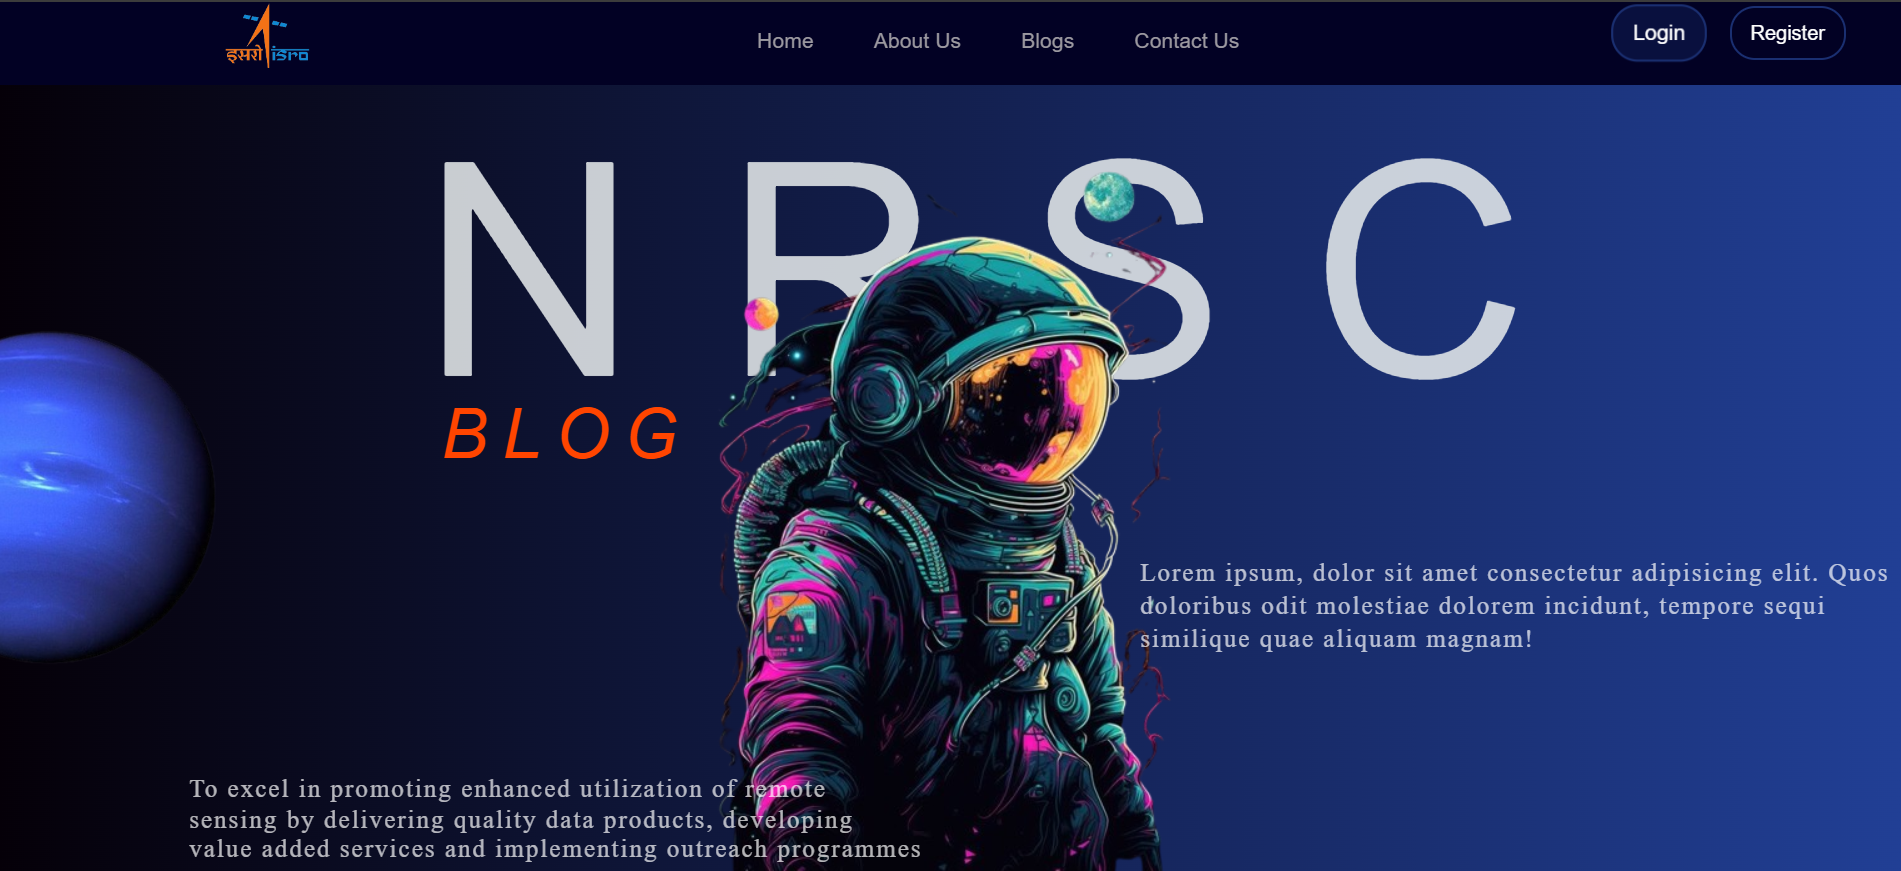 इसरो isro
Home
About Us
Blogs
Contact Us
Login
Register
NRSC
BLOG
Lorem ipsum, dolor sit amet consectetur adipisicing elit. Quos
doloribus odit molestiae dolorem incidunt, tempore sequi
similique quae aliquam magnam!
To excel in promoting enhanced utilization of remote
sensing by delivering quality data products, developing
value added services and implementing outreach programmes